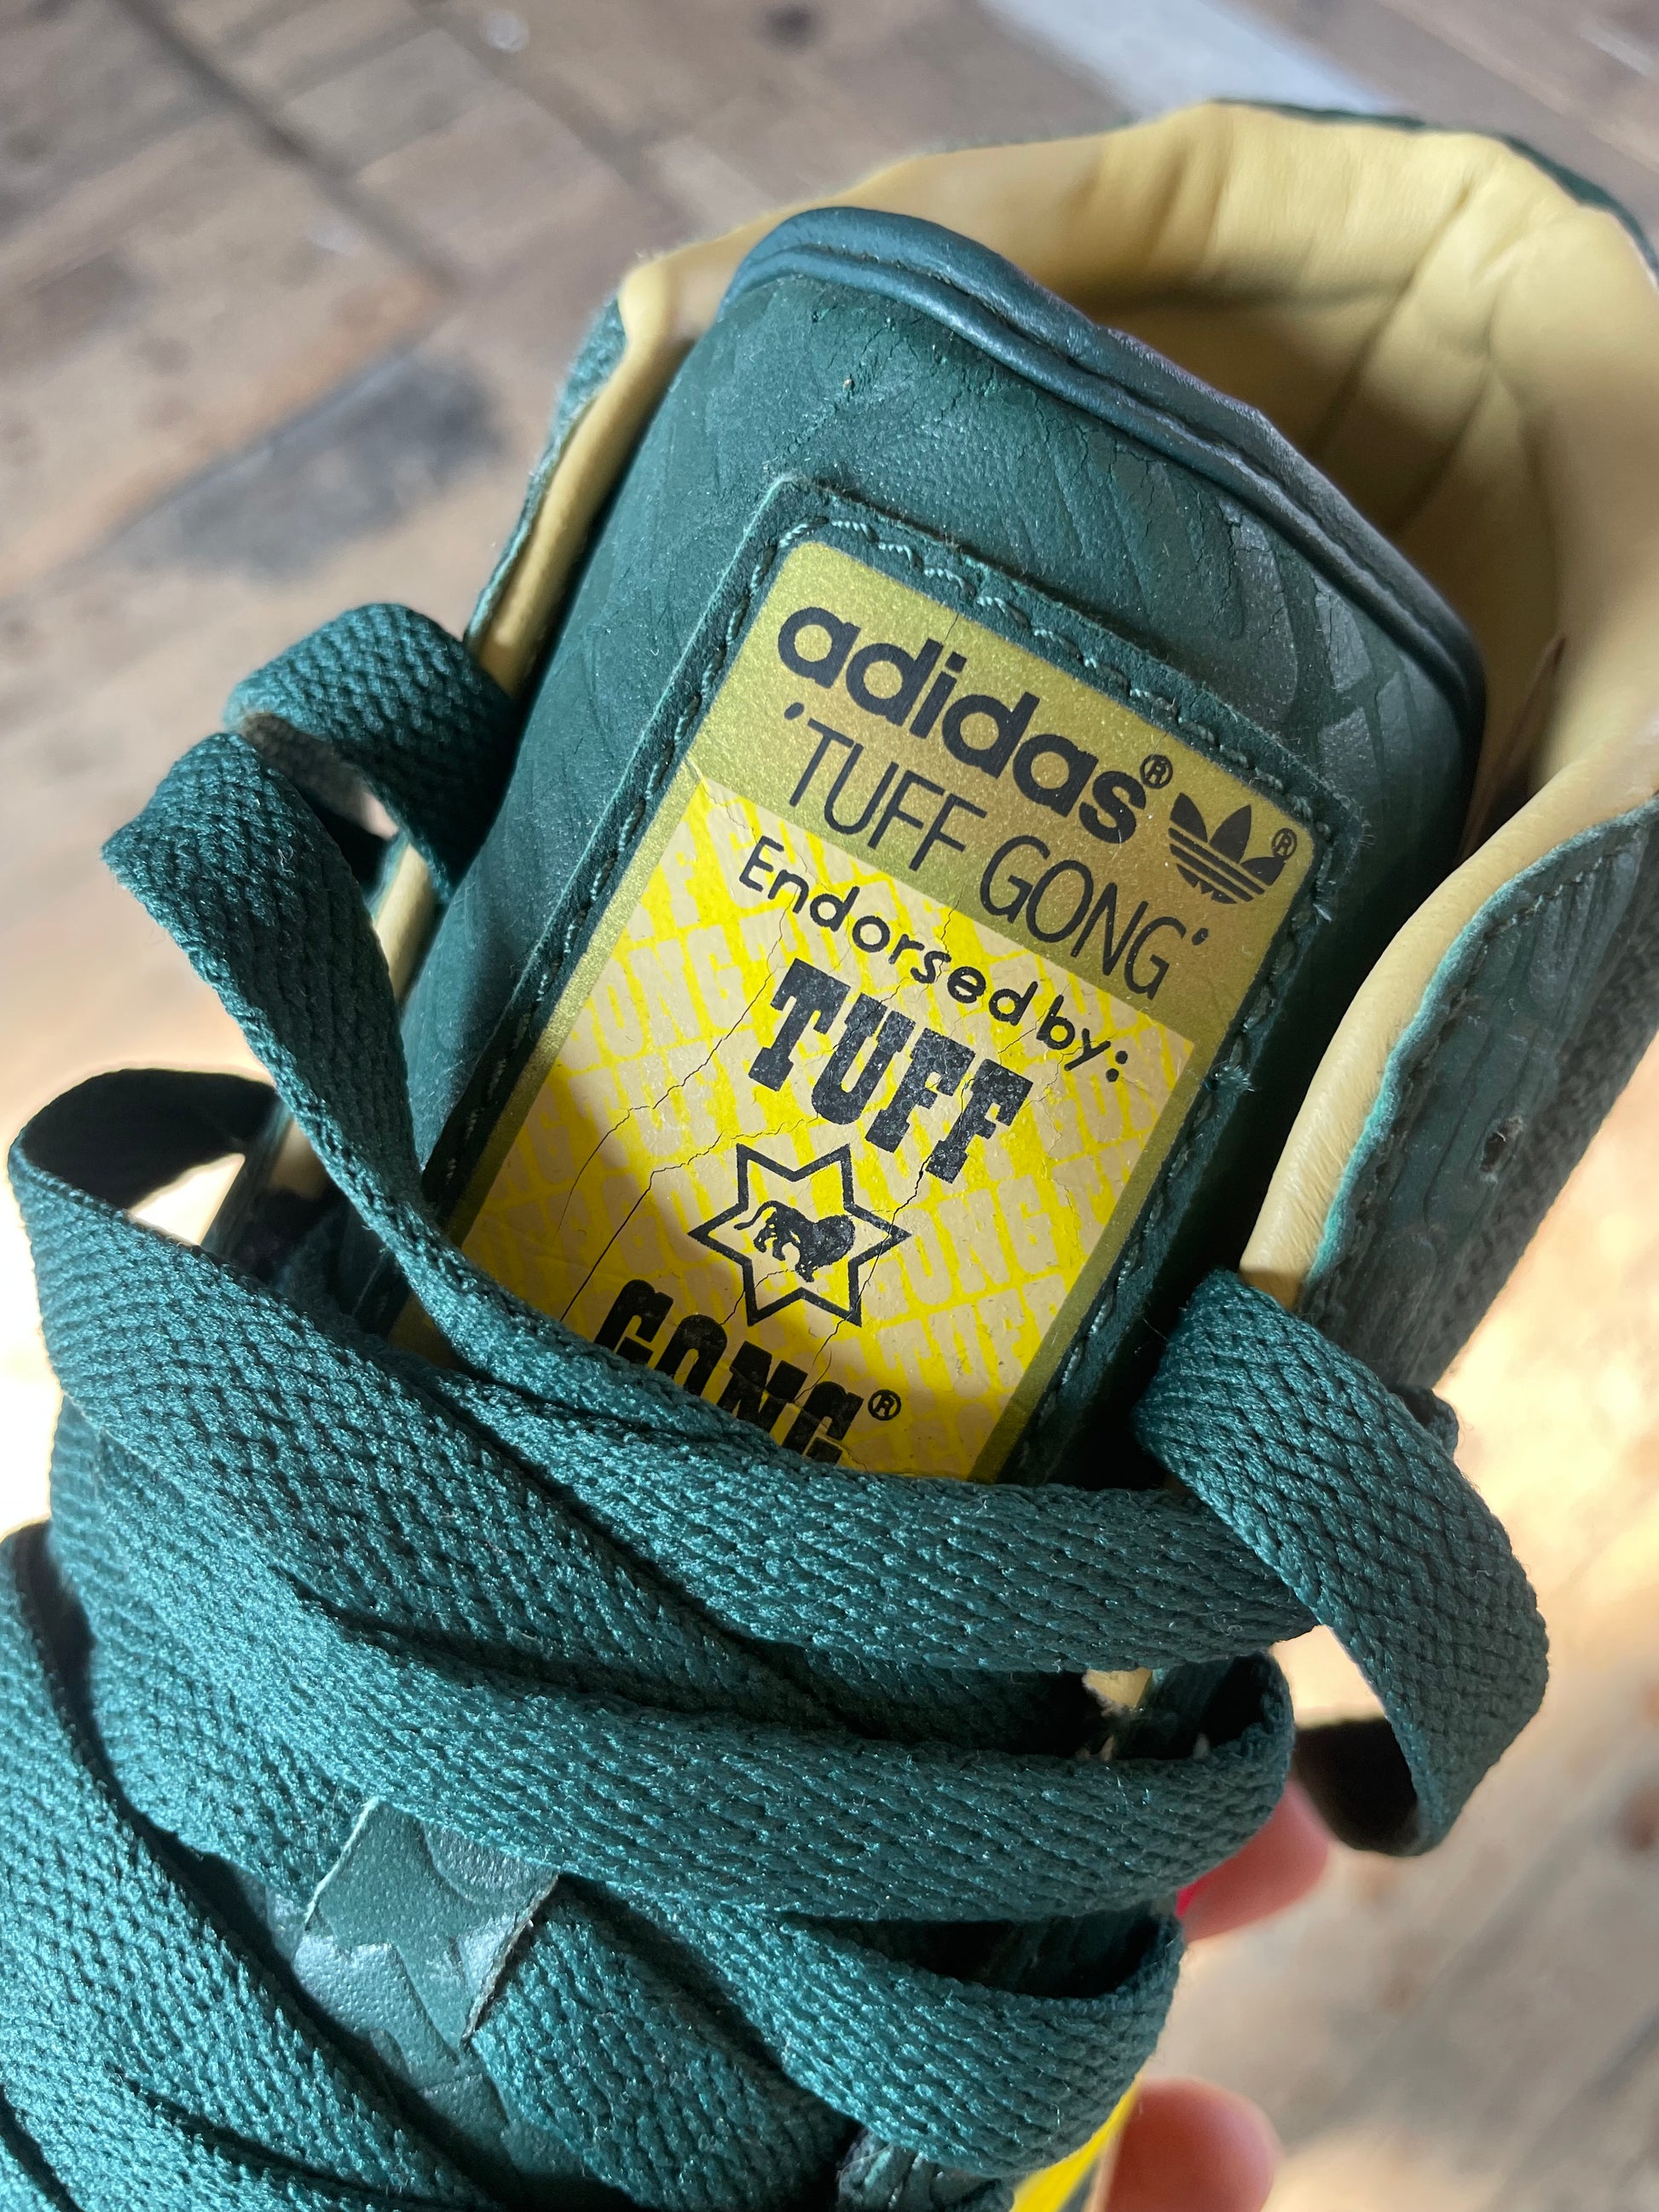 adidas®
'TUFF GONG' ®
Endorsed by:
TUFF
GONG®